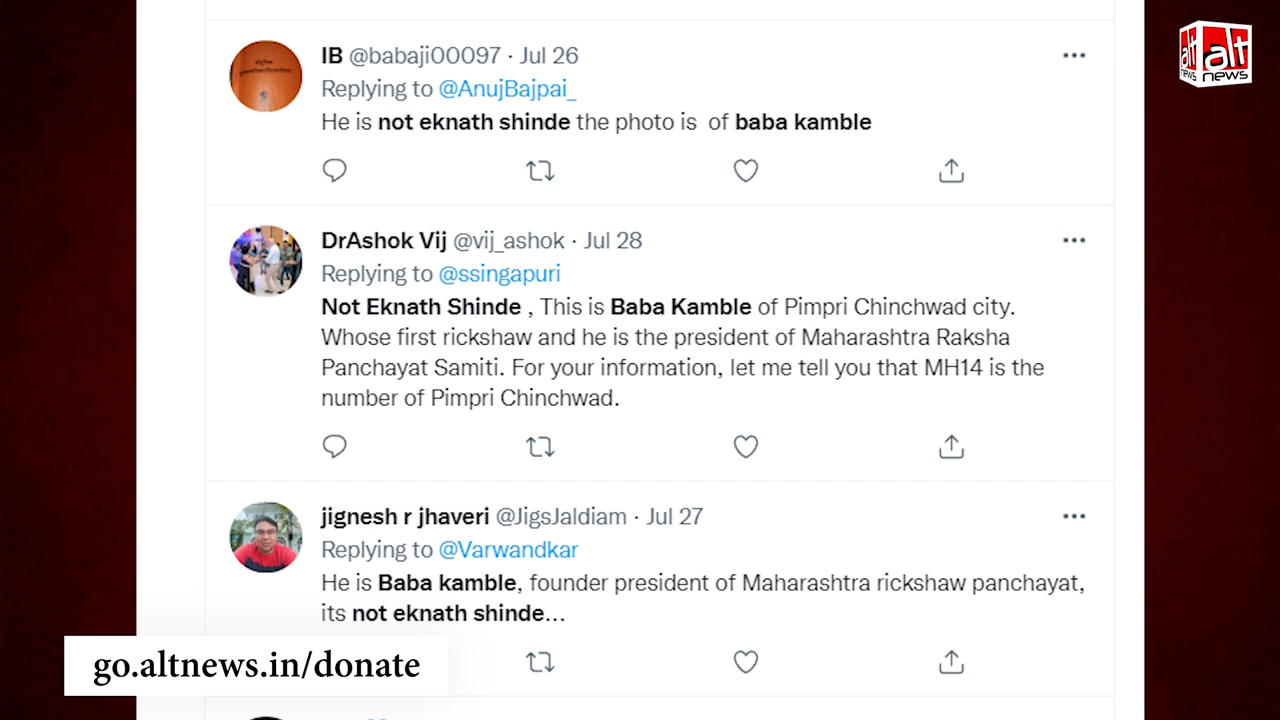 IB @babaji00097 · Jul 26
Replying to @AnujBajpai_
He is not eknath shinde the photo is of baba kamble
DrAshok Vij @vij_ashok · Jul 28
Replying to @ssingapuri
Not Eknath Shinde , This is Baba Kamble of Pimpri Chinchwad city.
Whose first rickshaw and he is the president of Maharashtra Raksha
Panchayat Samiti. For your information, let me tell you that MH14 is the
number of Pimpri Chinchwad.
jignesh r jhaveri @JigsJaldiam · Jul 27
Replying to @Varwandkar
He is Baba kamble, founder president of Maharashtra rickshaw panchayat,
its not eknath shinde...
go.altnews.in/donate
alt news
alt news